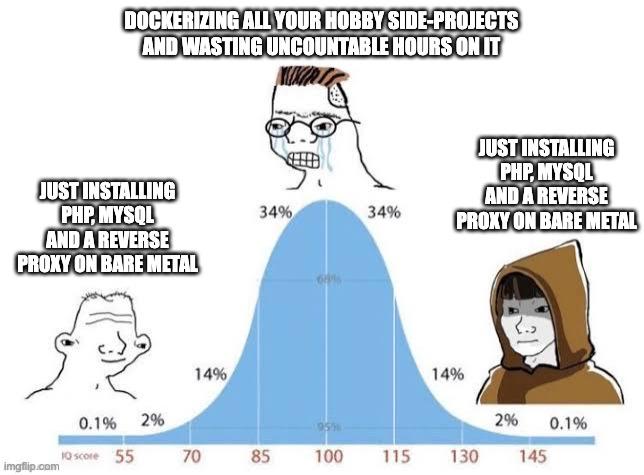 DOCKERIZING ALL YOUR HOBBY SIDE-PROJECTS
AND WASTING UNCOUNTABLE HOURS ON IT
JUST INSTALLING
PHP, MYSQL
AND A REVERSE
PROXY ON BARE METAL
JUST INSTALLING
PHP, MYSQL
AND A REVERSE
PROXY ON BARE METAL
34% 34%
68%
14% 14%
0.1% 2% 95% 2% 0.1%
IQ score 55 70 85 100 115 130 145
imgflip.com